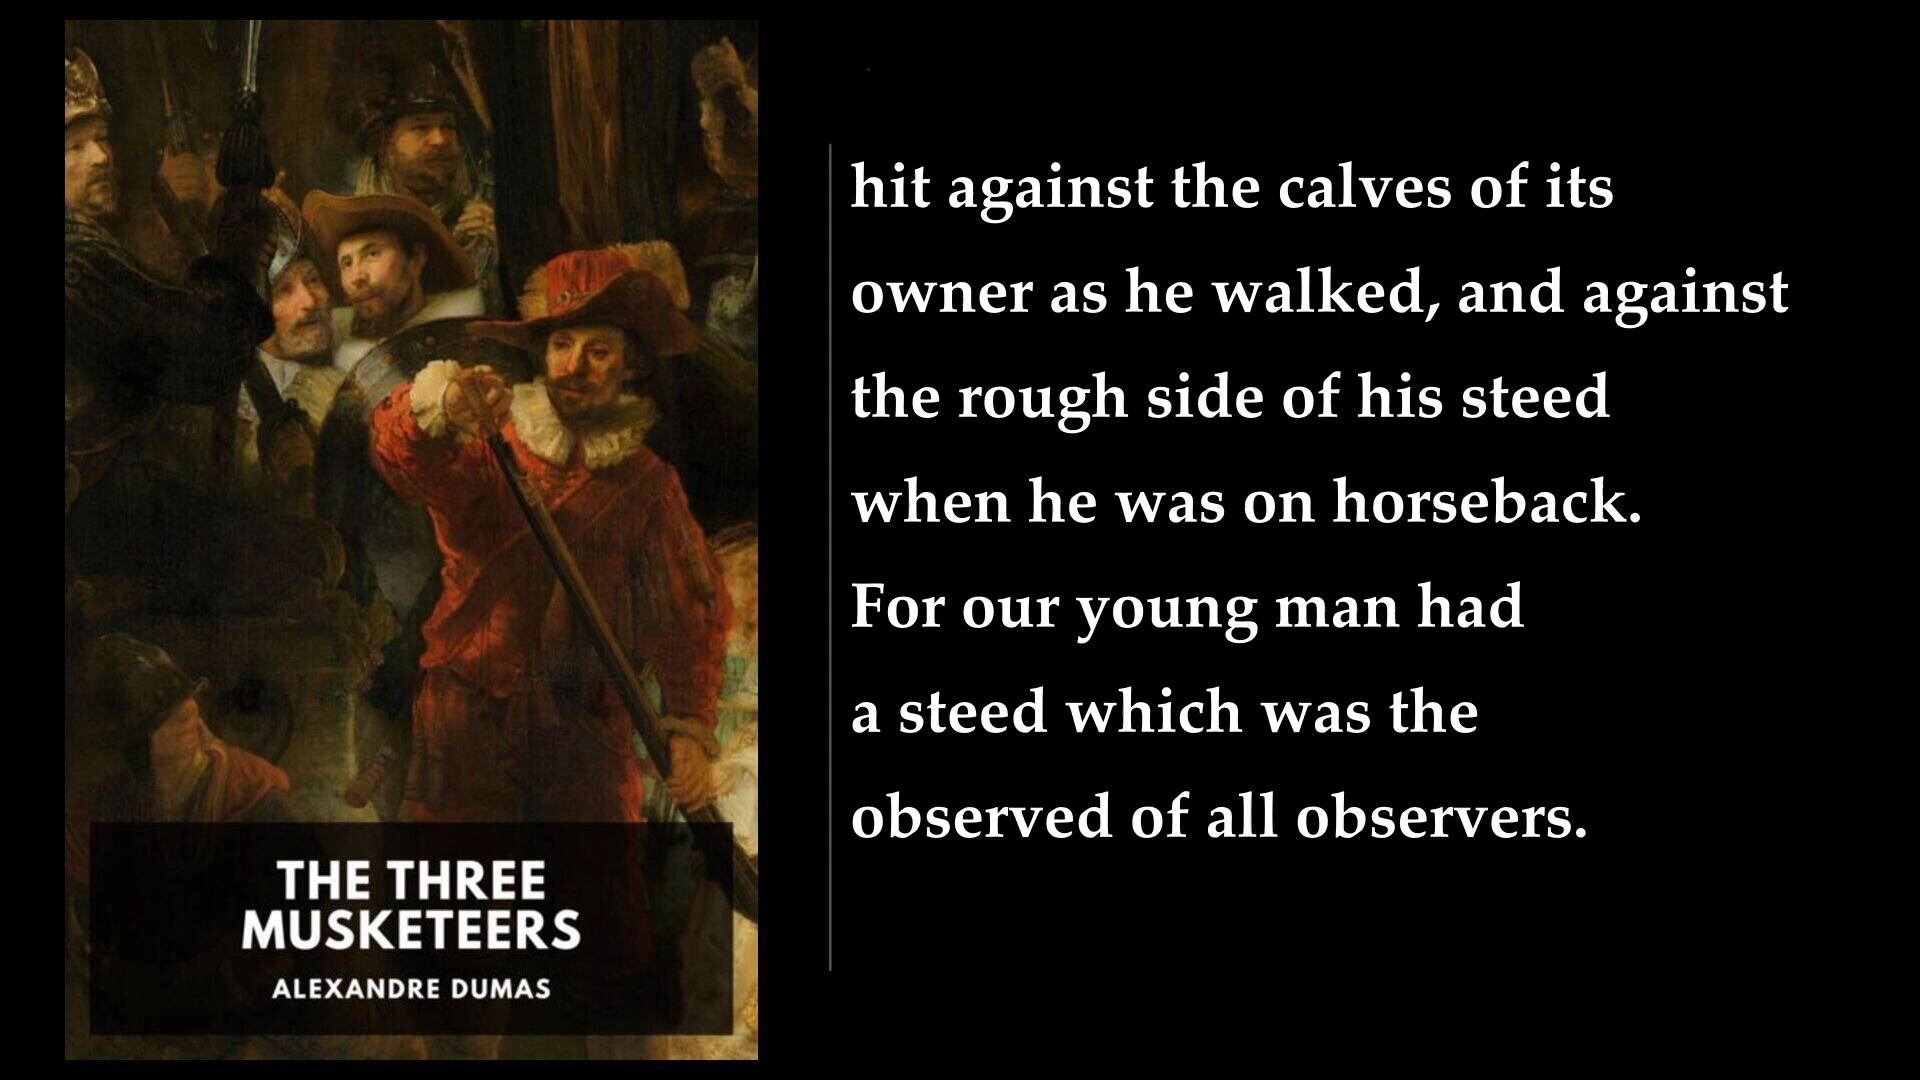 hit against the calves of its
owner as he walked, and against
the rough side of his steed
when he was on horseback.
For our young man had
a steed which was the
observed of all observers.
THE THREE
MUSKETEERS
ALEXANDRE DUMAS